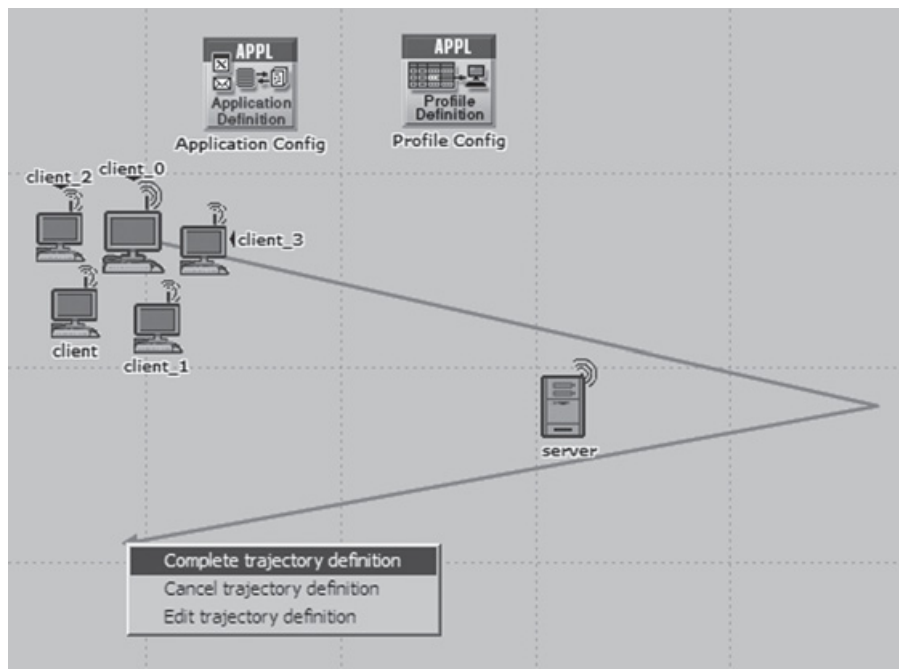 APPL
Application
Definition
Application Config
APPL
Profiile
Definition
Profile Config
client_2
client_0
client_3
client
client_1
server
Complete trajectory definition
Cancel trajectory definition
Edit trajectory definition